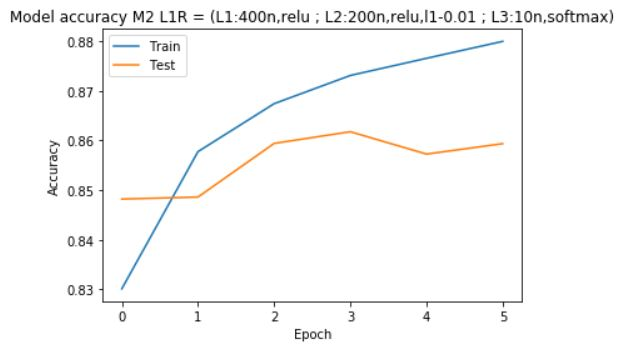 Model accuracy M2 L1R = (L1:400n,relu ; L2:200n,relu,l1-0.01 ; L3:10n,softmax)
Train
Test
0.88
0.87
0.86
0.85
0.84
0.83
Accuracy
0 1 2 3 4 5
Epoch